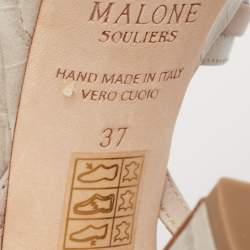 MALONE
SOULIERS
HAND MADE IN ITALY
VERO CUOIO
37